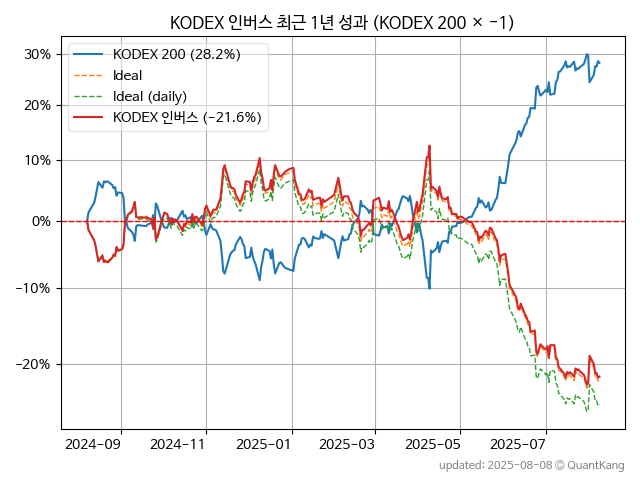 KODEX 인버스 최근 1년 성과 (KODEX 200 × −1)
KODEX 200 (28.2%)
Ideal
Ideal (daily)
KODEX 인버스 (−21.6%)
30%
20%
10%
0%
−10%
−20%
2024-09
2024-11
2025-01
2025-03
2025-05
2025-07
updated: 2025-08-08 © QuantKang